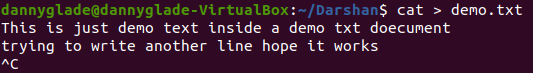 dannyglade@dannyglade-VirtualBox:~/Darshan$ cat > demo.txt
This is just demo text inside a demo txt doecument
trying to write another line hope it works
^C